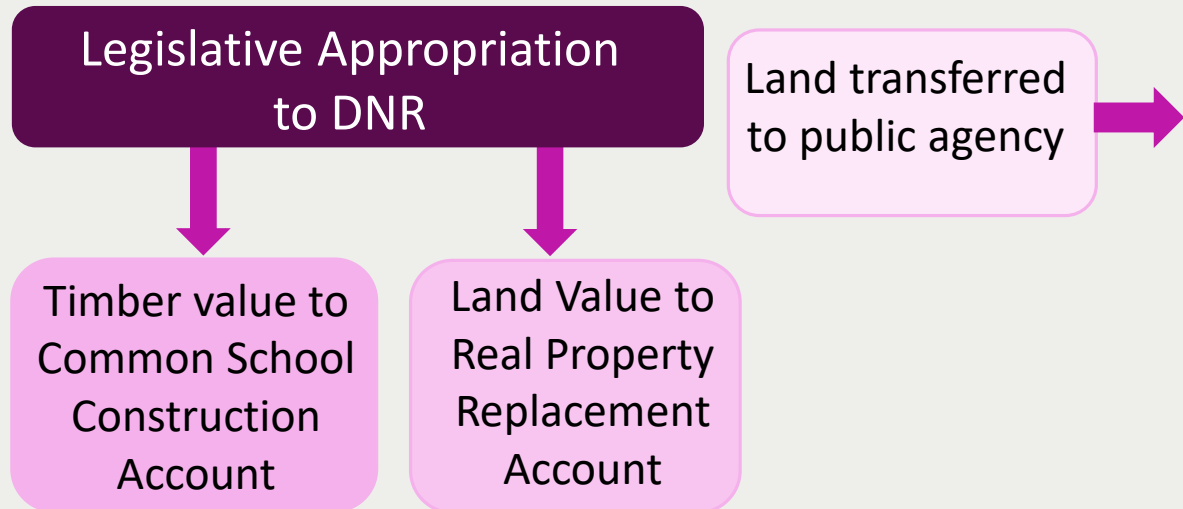 Legislative Appropriation
to DNR
Land transferred
to public agency
Timber value to
Common School
Construction
Account
Land Value to
Real Property
Replacement
Account